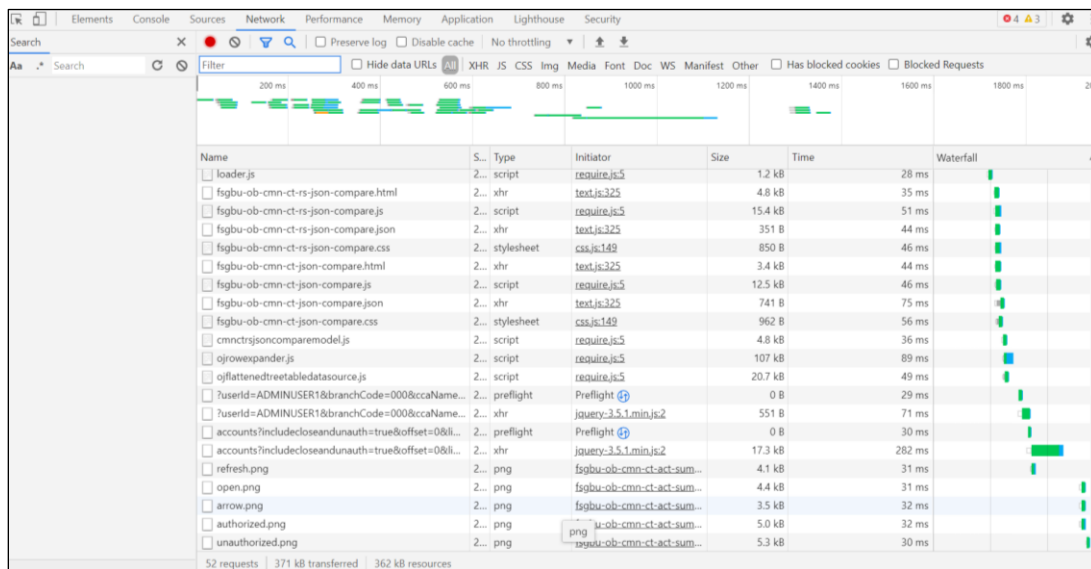 Elements Console Sources Network Performance Memory Application Lighthouse Security 4 3
Search Preserve log Disable cache No throttling
Aa .* Search Filter Hide data URLs All XHR JS CSS Img Media Font Doc WS Manifest Other Has blocked cookies Blocked Requests
200 ms 400 ms 600 ms 800 ms 1000 ms 1200 ms 1400 ms 1600 ms 1800 ms
Name S... Type Initiator Size Time Waterfall
loader.js 2... script require.js:5 1.2 kB 28 ms
fsgbu-ob-cmn-ct-rs-json-compare.html 2... xhr text.js:325 4.8 kB 35 ms
fsgbu-ob-cmn-ct-rs-json-compare.js 2... script require.js:5 15.4 kB 51 ms
fsgbu-ob-cmn-ct-rs-json-compare.json 2... xhr text.js:325 351 B 44 ms
fsgbu-ob-cmn-ct-rs-json-compare.css 2... stylesheet css.js:149 850 B 46 ms
fsgbu-ob-cmn-ct-json-compare.html 2... xhr text.js:325 3.4 kB 44 ms
fsgbu-ob-cmn-ct-json-compare.js 2... script require.js:5 12.5 kB 46 ms
fsgbu-ob-cmn-ct-json-compare.json 2... xhr text.js:325 741 B 75 ms
fsgbu-ob-cmn-ct-json-compare.css 2... stylesheet css.js:149 962 B 56 ms
cmnctrsjsoncomparemodel.js 2... script require.js:5 4.8 kB 36 ms
ojrowexpander.js 2... script require.js:5 107 kB 89 ms
ojflattenedtreetabledatasource.js 2... script require.js:5 20.7 kB 49 ms
?userId=ADMINUSER1&branchCode=000&ccaName... 2... preflight Preflight 0 B 29 ms
?userId=ADMINUSER1&branchCode=000&ccaName... 2... xhr jquery-3.5.1.min.js:2 551 B 71 ms
accounts?includecloseandunauth=true&offset=0&li... 2... preflight Preflight 0 B 30 ms
accounts?includecloseandunauth=true&offset=0&li... 2... xhr jquery-3.5.1.min.js:2 17.3 kB 282 ms
refresh.png 2... png fsgbu-ob-cmn-ct-act-sum... 4.1 kB 31 ms
open.png 2... png fsgbu-ob-cmn-ct-act-sum... 4.4 kB 31 ms
arrow.png 2... png fsgbu-ob-cmn-ct-act-sum... 3.5 kB 32 ms
authorized.png 2... png u-ob-cmn-ct-act-sum... 5.0 kB 32 ms
png
unauthorized.png 2... png fsgbu-ob-cmn-ct-act-sum... 5.3 kB 30 ms
52 requests 371 kB transferred 362 kB resources